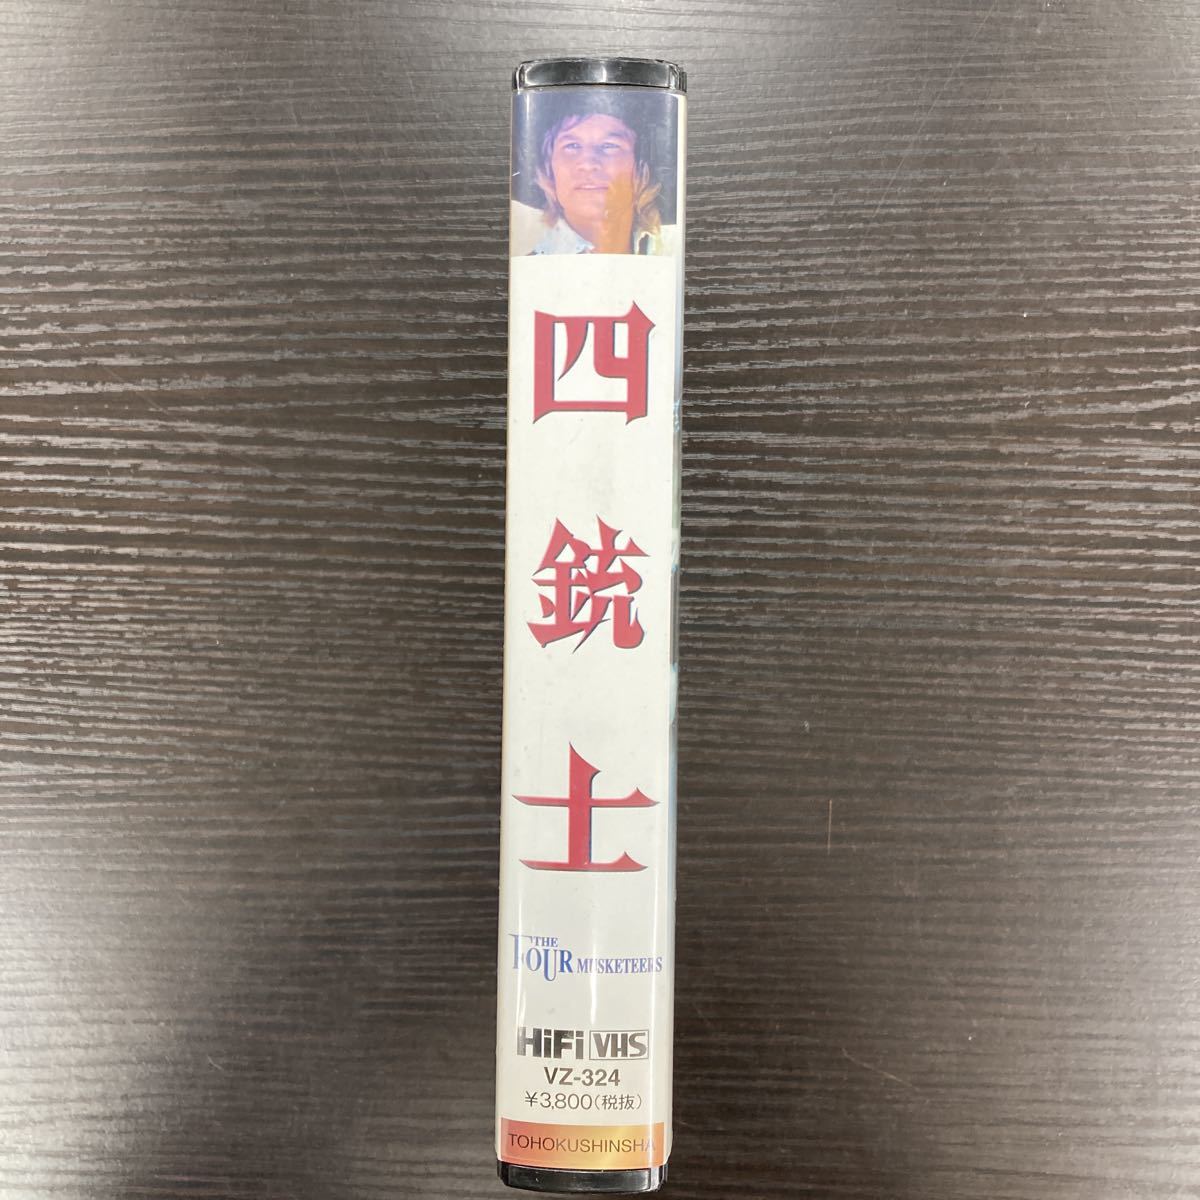 四銃士
THE
FOUR MUSKETEERS
HiFi VHS
VZ-324
¥3,800(税抜)
TOHOKUSHINSHA